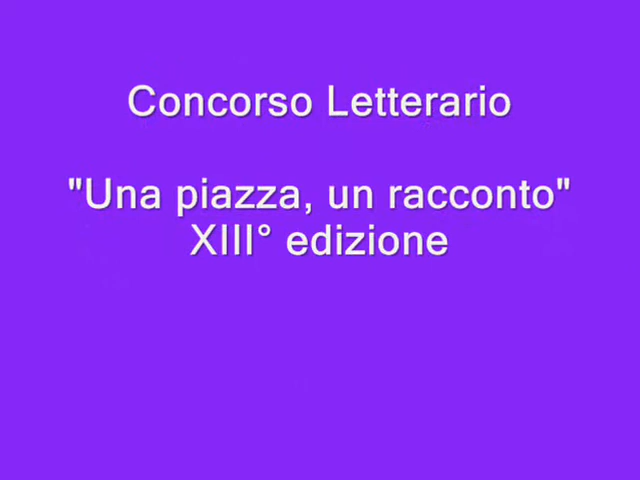 Concorso Letterario
"Una piazza, un racconto"
XIII° edizione